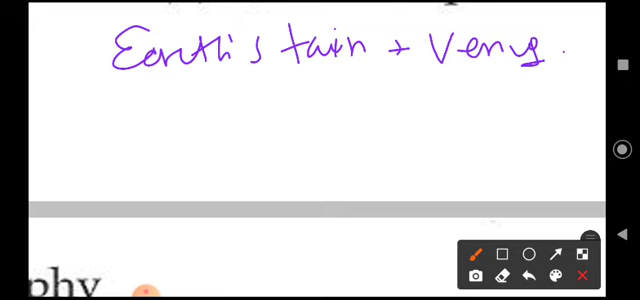 Earth's twin → Venus.
phy